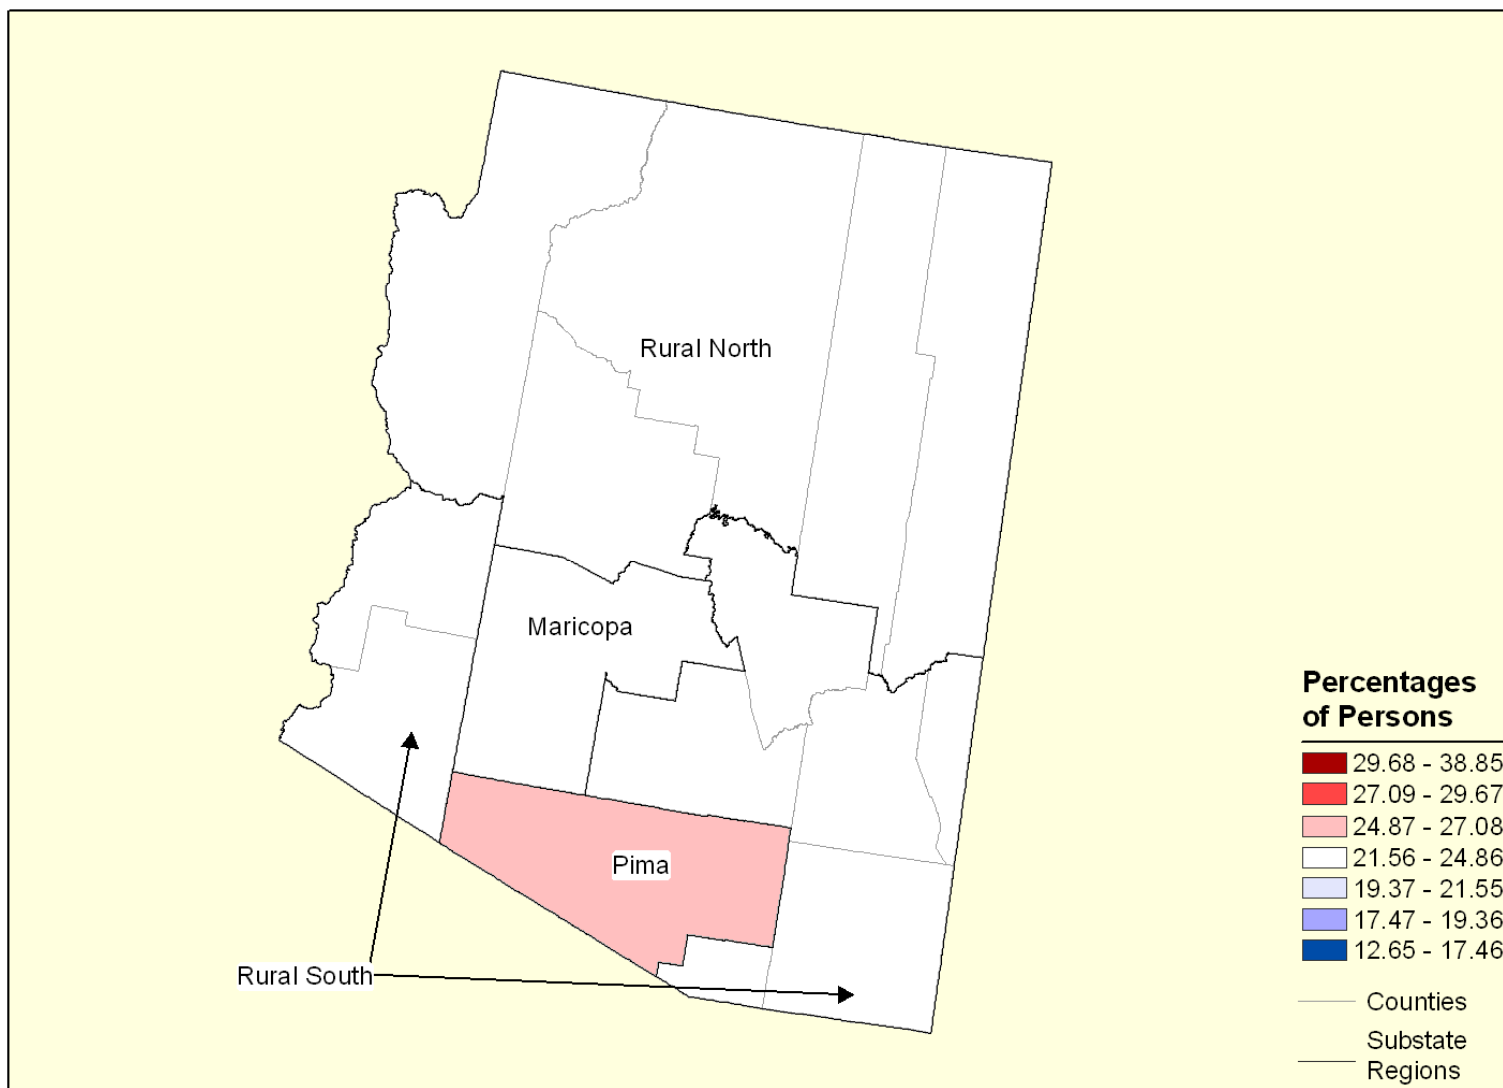 Rural North
Maricopa
Pima
Rural South
Percentages
of Persons
29.68 - 38.85
27.09 - 29.67
24.87 - 27.08
21.56 - 24.86
19.37 - 21.55
17.47 - 19.36
12.65 - 17.46
Counties
Substate
Regions